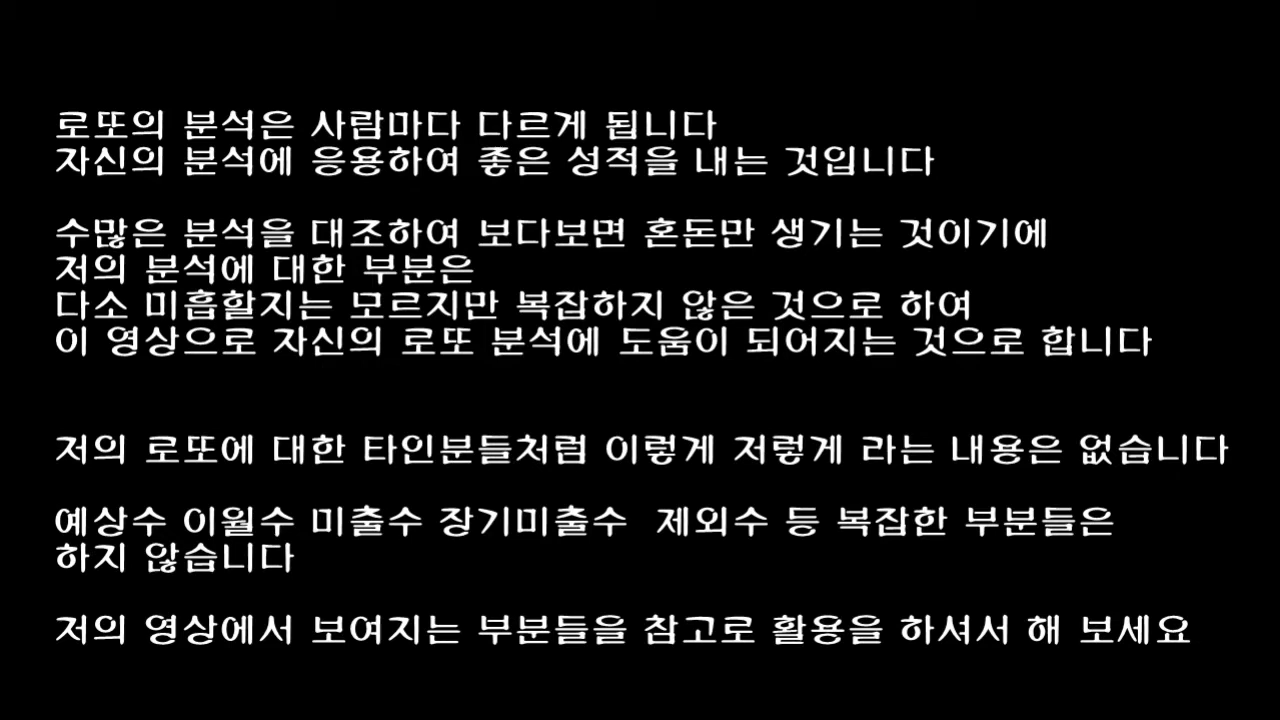 로또의 분석은 사람마다 다르게 됩니다
자신의 분석에 응용하여 좋은 성적을 내는 것입니다
수많은 분석을 대조하여 보다보면 혼돈만 생기는 것이기에
저의 분석에 대한 부분은
다소 미흡할지는 모르지만 복잡하지 않은 것으로 하여
이 영상으로 자신의 로또 분석에 도움이 되어지는 것으로 합니다
저의 로또에 대한 타인분들처럼 이렇게 저렇게 라는 내용은 없습니다
예상수 이월수 미출수 장기미출수 제외수 등 복잡한 부분들은
하지 않습니다
저의 영상에서 보여지는 부분들을 참고로 활용을 하셔서 해 보세요